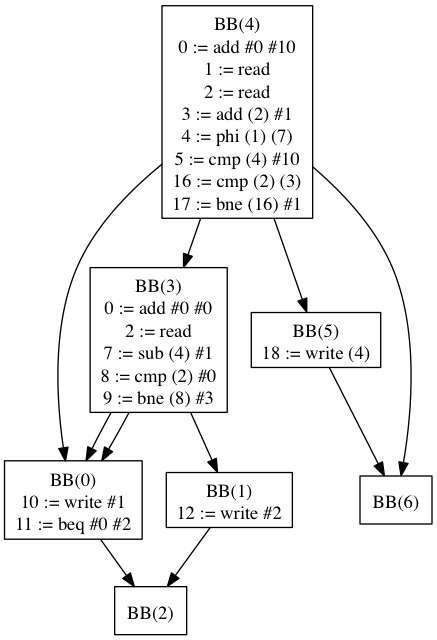 BB(4)
0 := add #0 #10
1 := read
2 := read
3 := add (2) #1
4 := phi (1) (7)
5 := cmp (4) #10
16 := cmp (2) (3)
17 := bne (16) #1
BB(3)
0 := add #0 #0
2 := read
7 := sub (4) #1
8 := cmp (2) #0
9 := bne (8) #3
BB(5)
18 := write (4)
BB(0)
10 := write #1
11 := beq #0 #2
BB(1)
12 := write #2
BB(6)
BB(2)